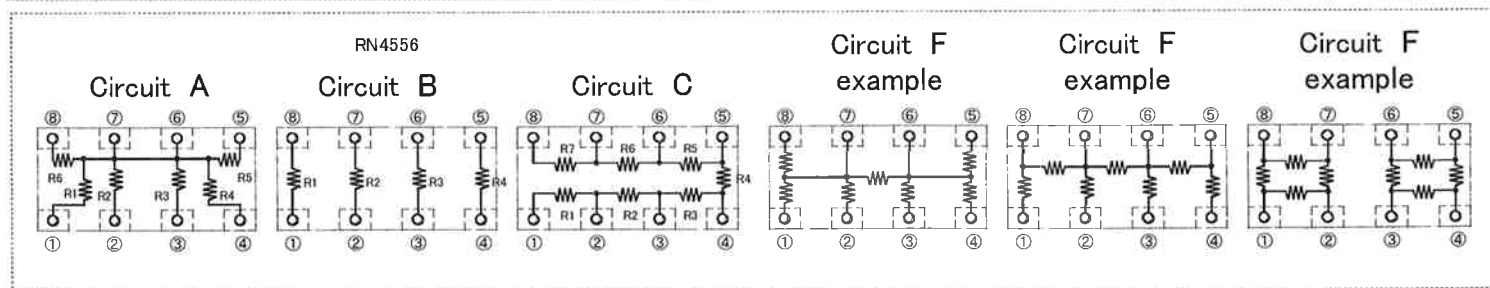 RN4556
Circuit A
⑧ ⑦ ⑥ ⑤
R6 R1 R2 R3 R4 R5
① ② ③ ④
Circuit B
⑧ ⑦ ⑥ ⑤
R1 R2 R3 R4
① ② ③ ④
Circuit C
⑧ ⑦ ⑥ ⑤
R7 R6 R5
R4
R1 R2 R3
① ② ③ ④
Circuit F
example
⑧ ⑦ ⑥ ⑤
① ② ③ ④
Circuit F
example
⑧ ⑦ ⑥ ⑤
① ③ ④
Circuit F
example
⑧ ⑦ ⑥ ⑤
① ② ③ ④